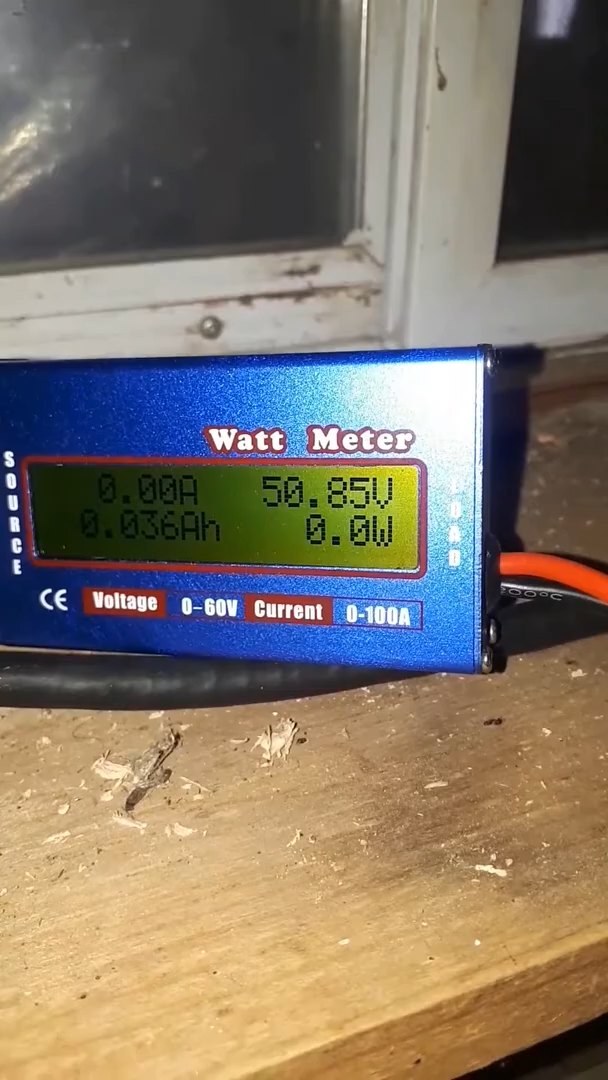 Watt Meter
SOURCE
0.00A 50.85V
0.036Ah 0.0W
LOAD
CE Voltage 0-60V Current 0-100A
200°C